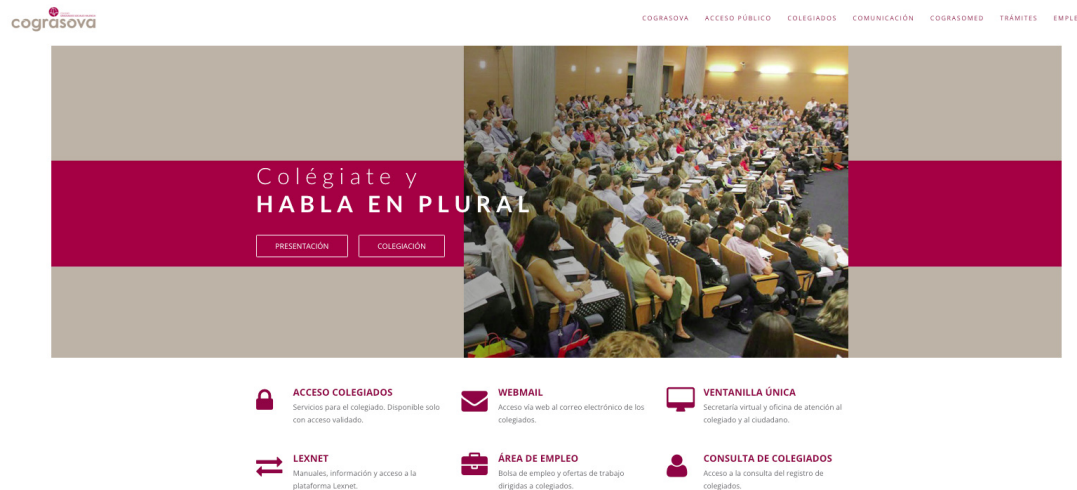 cograsova
COGRASOVA ACCESO PÚBLICO COLEGIADOS COMUNICACIÓN COGRASOMED TRÁMITES EMPLE
Colégiate y
HABLA EN PLURAL
PRESENTACIÓN COLEGIACIÓN
ACCESO COLEGIADOS
Servicios para el colegiado. Disponible solo
con acceso validado.
WEBMAIL
Acceso vía web al correo electrónico de los
colegiados.
VENTANILLA ÚNICA
Secretaría virtual y oficina de atención al
colegiado y al ciudadano.
LEXNET
Manuales, información y acceso a la
plataforma Lexnet.
ÁREA DE EMPLEO
Bolsa de empleo y ofertas de trabajo
dirigidas a colegiados.
CONSULTA DE COLEGIADOS
Acceso a la consulta del registro de
colegiados.